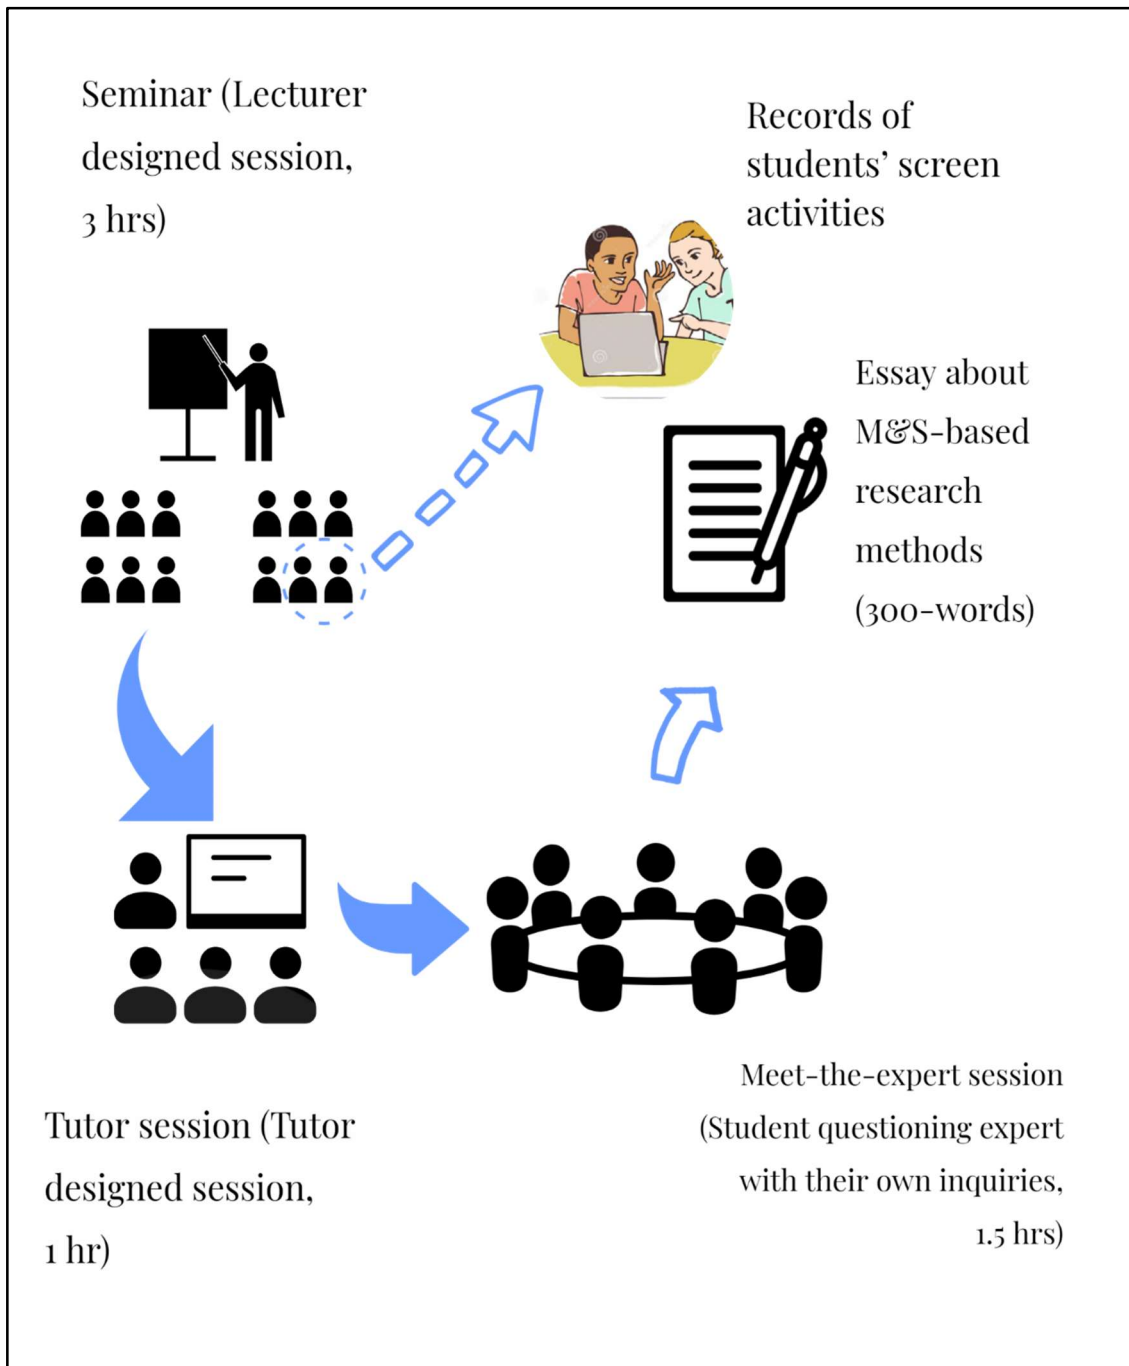 Seminar (Lecturer
designed session,
3 hrs)
Records of
students’ screen
activities
Essay about
M&S-based
research
methods
(300-words)
Tutor session (Tutor
designed session,
1 hr)
Meet-the-expert session
(Student questioning expert
with their own inquiries,
1.5 hrs)